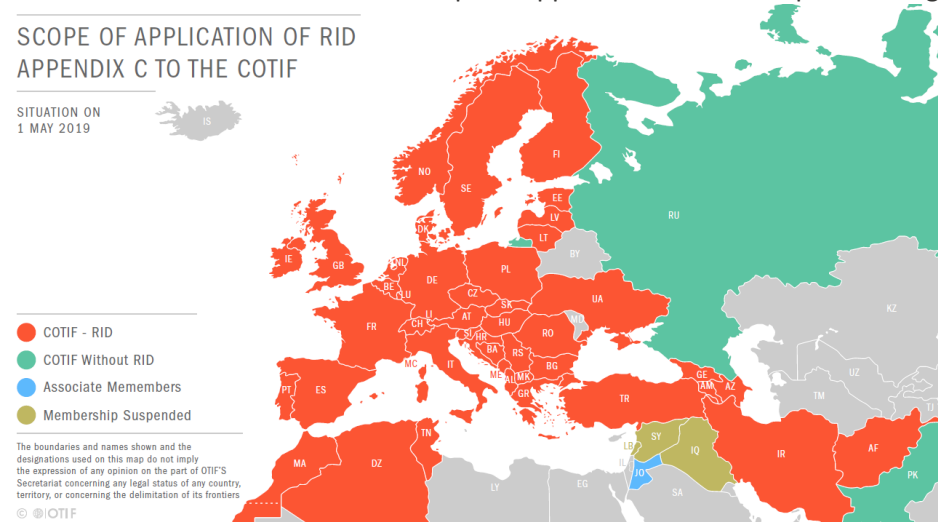 SCOPE OF APPLICATION OF RID
APPENDIX C TO THE COTIF
SITUATION ON
1 MAY 2019
IS
NO
SE
FI
RU
EE
LV
LT
DK
BY
IE
GB
NL
BE
LU
DE
PL
CZ
SK
UA
KZ
FR
CH
LI
AT
HU
MD
RO
SI
HR
BA
RS
BG
MC
IT
ME
AL
MK
GR
PT
ES
TR
GE
AM
AZ
UZ
TM
TJ
COTIF - RID
COTIF Without RID
Associate Memembers
Membership Suspended
The boundaries and names shown and the
designations used on this map do not imply
the expression of any opinion on the part of OTIF'S
Secretariat concerning any legal status of any country,
territory, or concerning the delimitation of its frontiers
MA
DZ
TN
LY
EG
LB
SY
IL
JO
IQ
SA
IR
AF
PK
OTIF